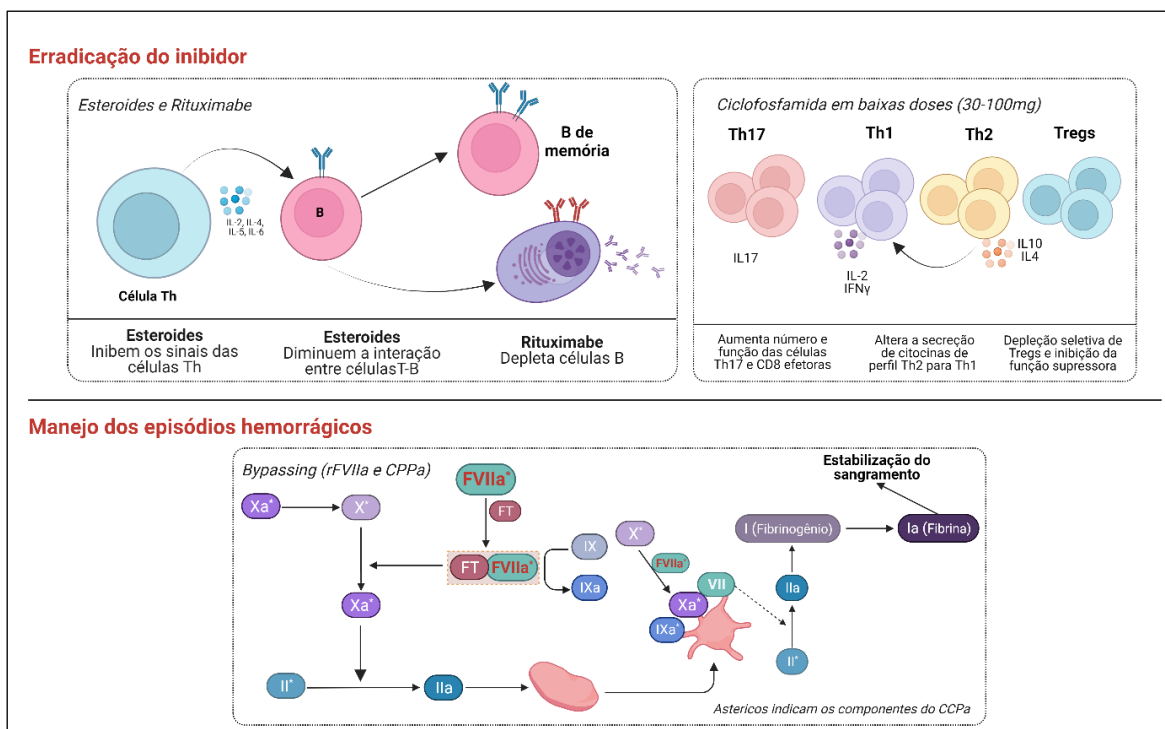 Erradicação do inibidor
Esteroides e Rituximabe
B de
memória
B
IL-2, IL-4,
IL-5, IL-6
Célula Th
Esteroides
Inibem os sinais das
células Th
Esteroides
Diminuem a interação
entre célulasT-B
Rituximabe
Depleta células B
Ciclofosfamida em baixas doses (30-100mg)
Th17
Th1
Th2
Tregs
IL17
IL-2
IFNγ
IL10
IL4
Aumenta número e
função das células
Th17 e CD8 efetoras
Altera a secreção
de citocinas de
perfil Th2 para Th1
Depleção seletiva de
Tregs e inibição da
função supressora
Manejo dos episódios hemorrágicos
Bypassing (rFVIIa e CPPa)
Xa*
X*
FVIIa*
FT
FT
FVIIa*
IX
IXa
Xa*
II*
IIa
X*
FVIIa*
VII
Xa*
IXa*
Estabilização do
sangramento
I (Fibrinogênio)
Ia (Fibrina)
IIa
II*
Astericos indicam os componentes do CCPa